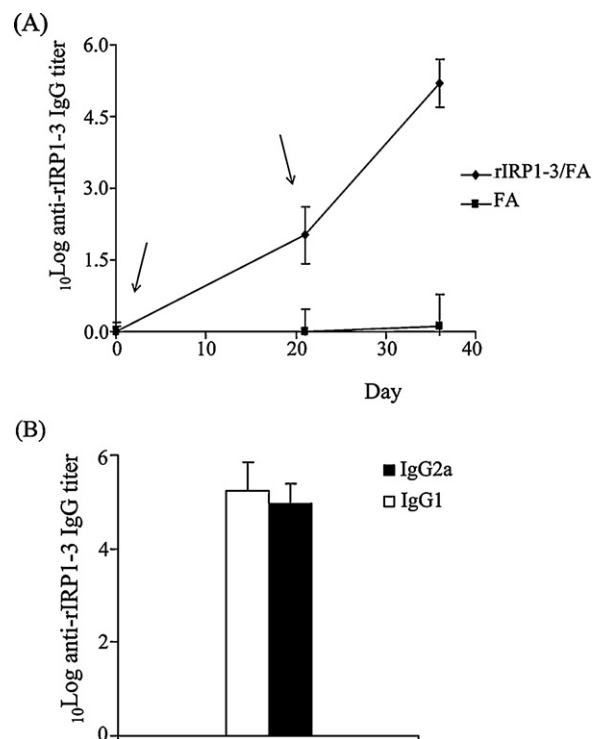 (A)
₁₀Log anti-rIRP1-3 IgG titer
6.0
4.5
3.0
1.5
0.0
0
10
20
30
40
Day
rIRP1-3/FA
FA
(B)
₁₀Log anti-rIRP1-3 IgG titer
6
4
2
0
IgG2a
IgG1